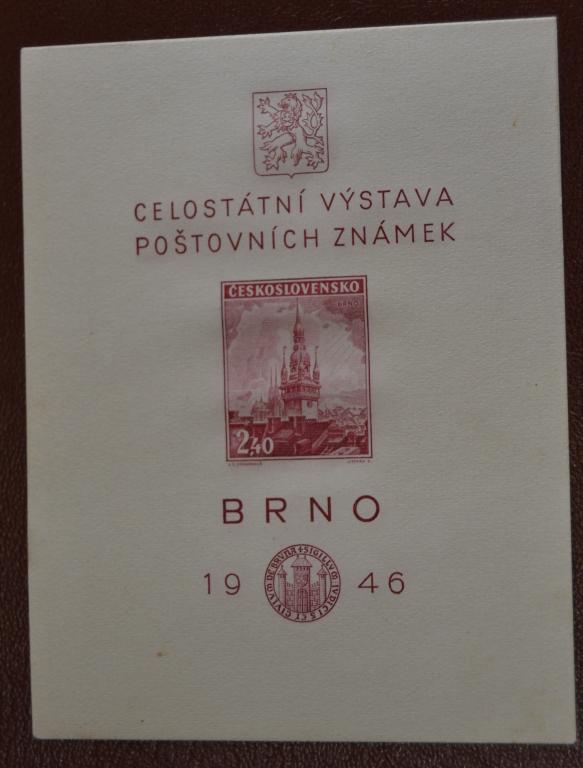 CELOSTÁTNÍ VÝSTAVA
POŠTOVNÍCH ZNÁMEK
ČESKOSLOVENSKO
BRNO
2,40
BRNO
19 46